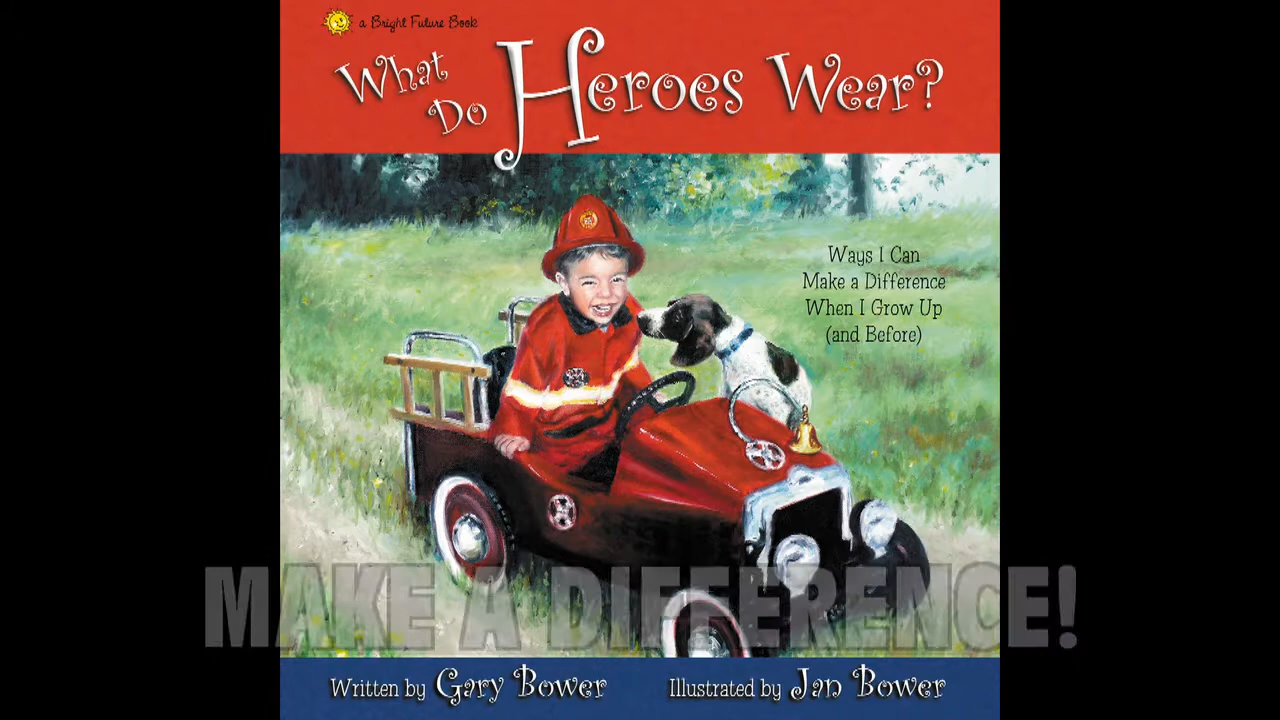 a Bright Future Book
What
Do Heroes Wear?
Ways I Can
Make a Difference
When I Grow Up
(and Before)
MAKE A DIFFERENCE!
Written by Gary Bower
Illustrated by Jan Bower